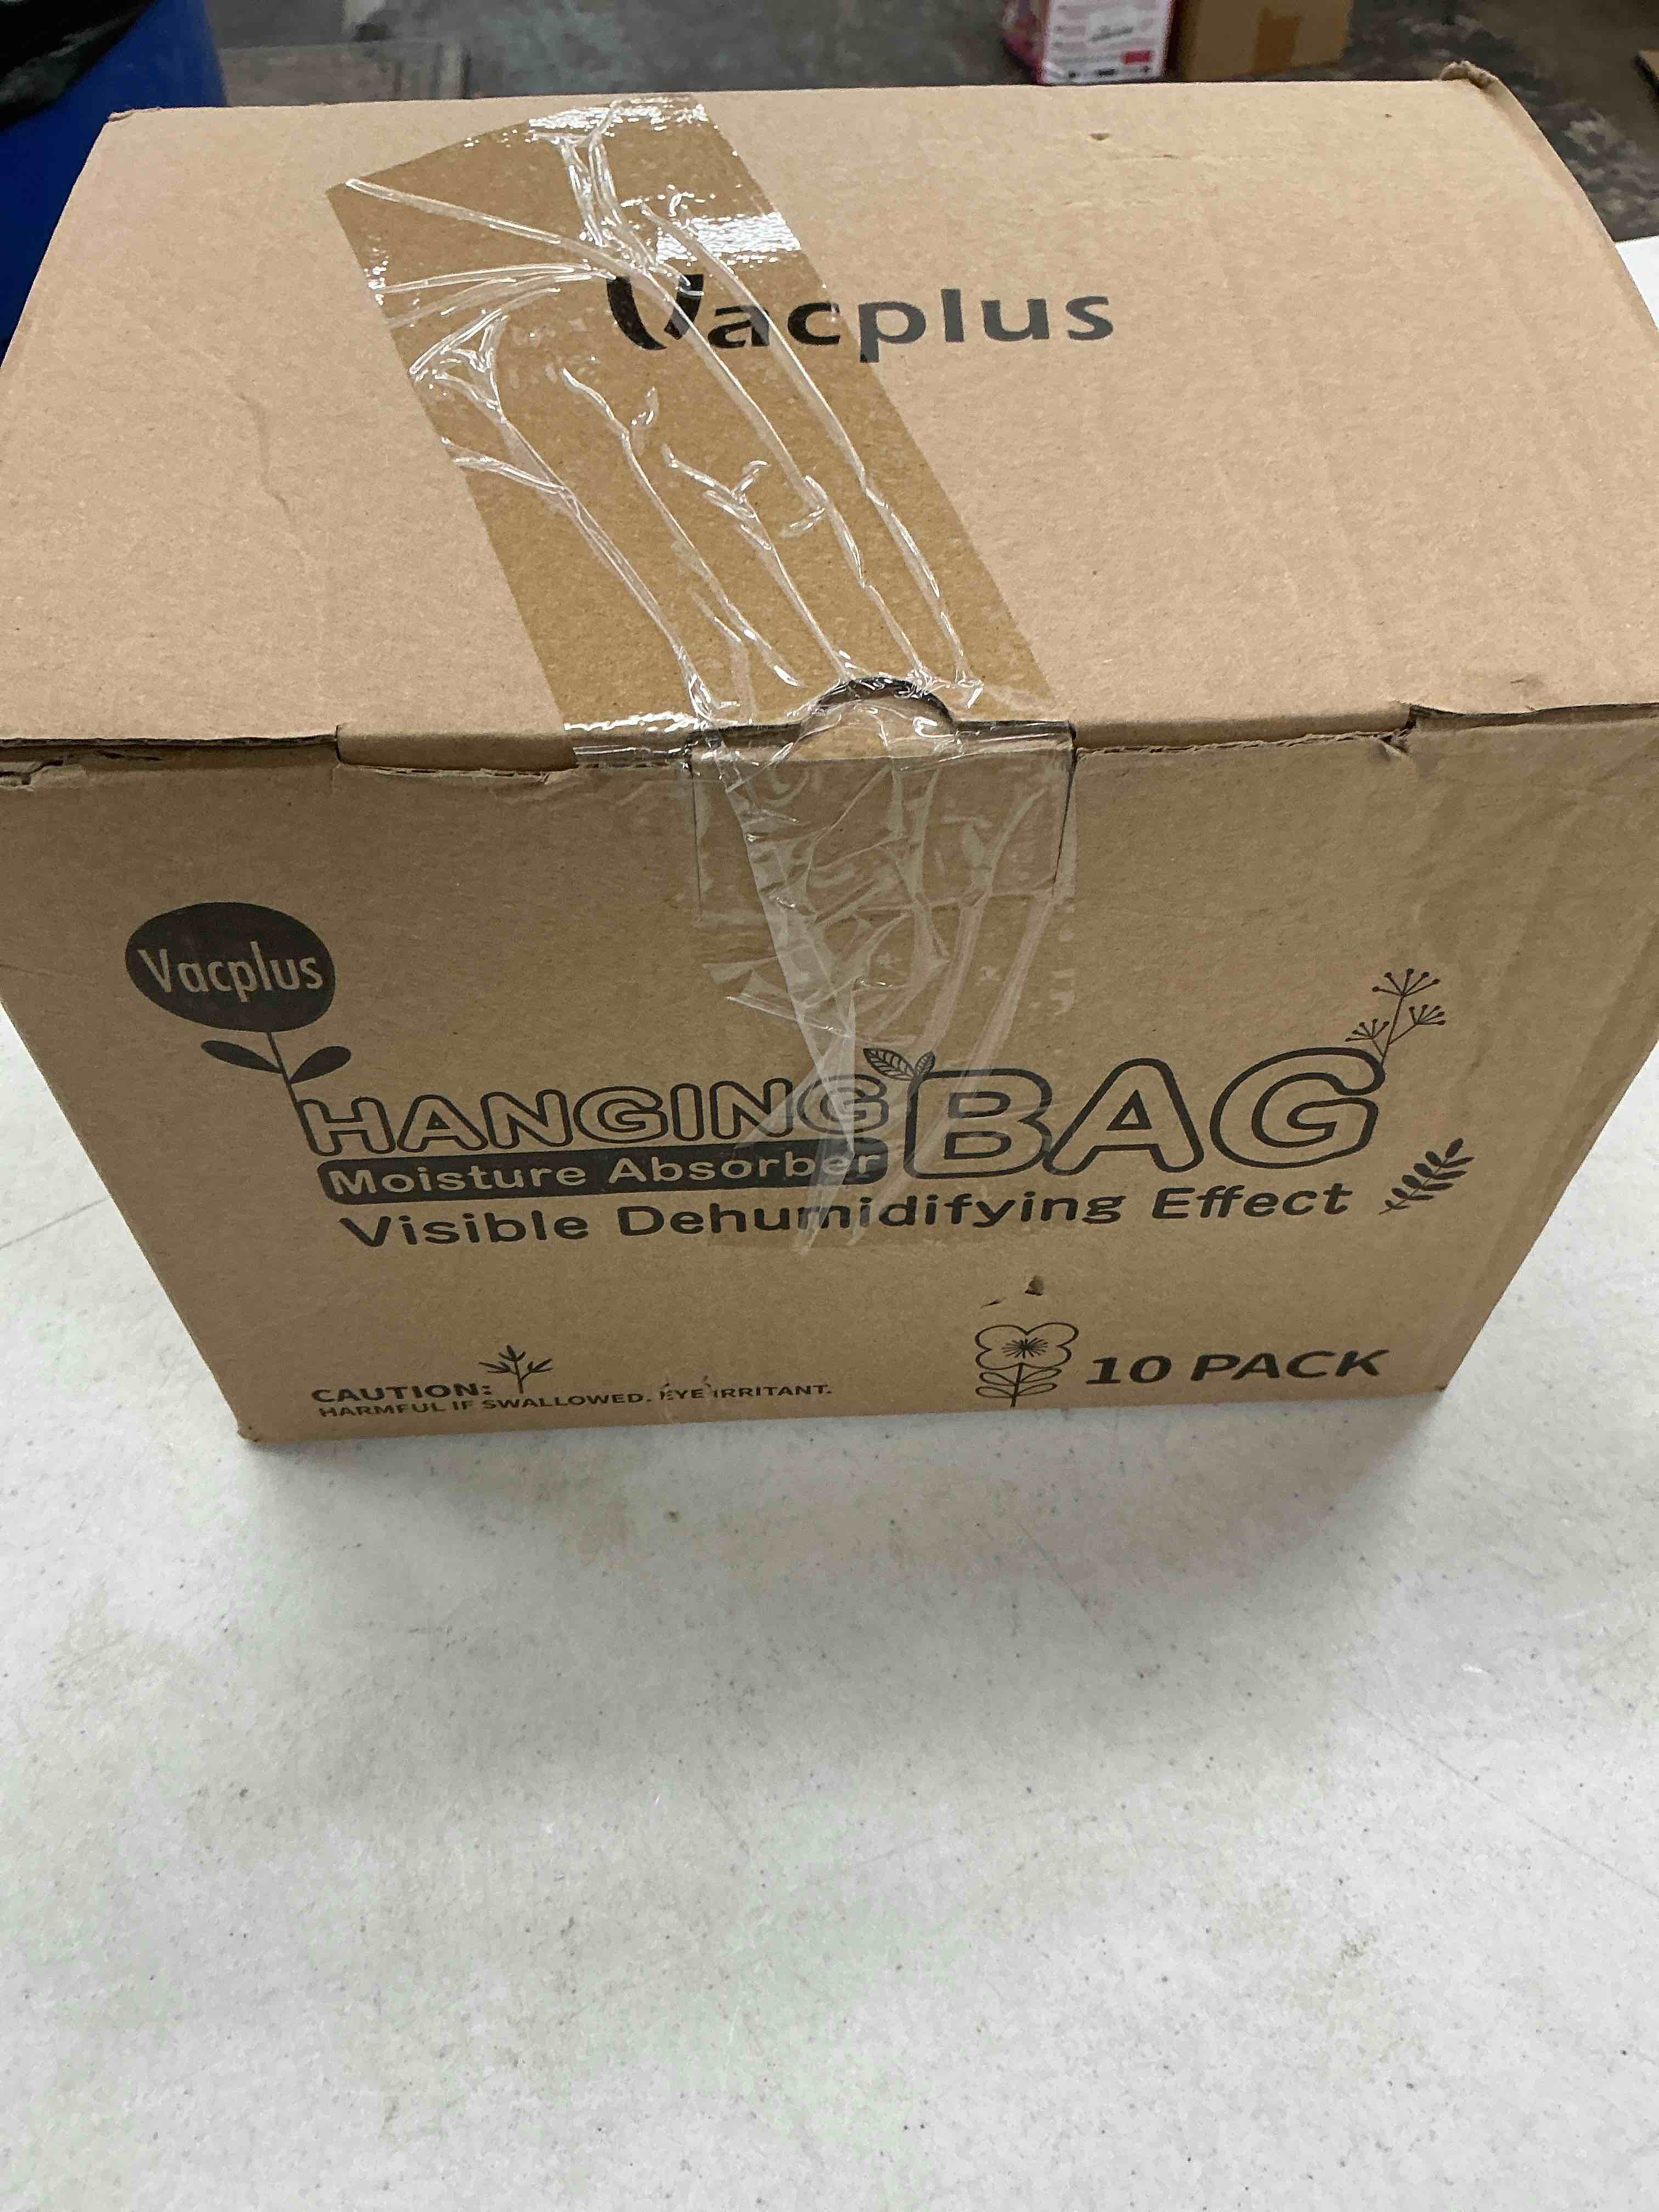 Vacplus
Vacplus
HANGING BAG
Moisture Absorber
Visible Dehumidifying Effect
CAUTION:
HARMFUL IF SWALLOWED. EYE IRRITANT.
10 PACK